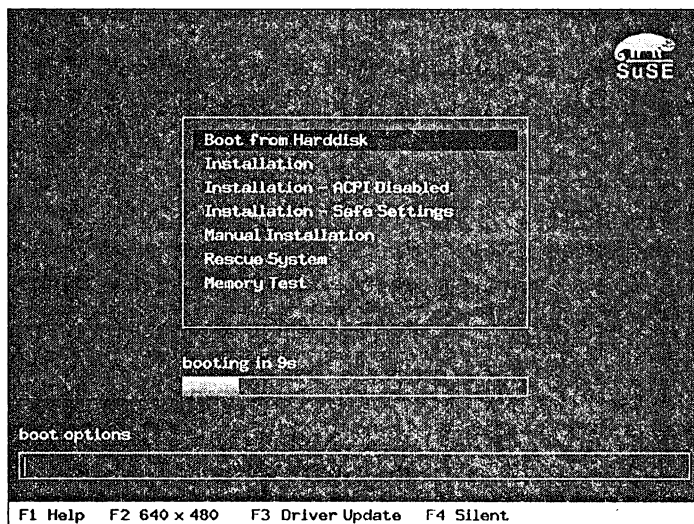 SuSE
Boot from Harddisk
Installation
Installation - ACPI Disabled
Installation - Safe Settings
Manual Installation
Rescue System
Memory Test
booting in 9s
boot options
F1 Help F2 640 x 480 F3 Driver Update F4 Silent